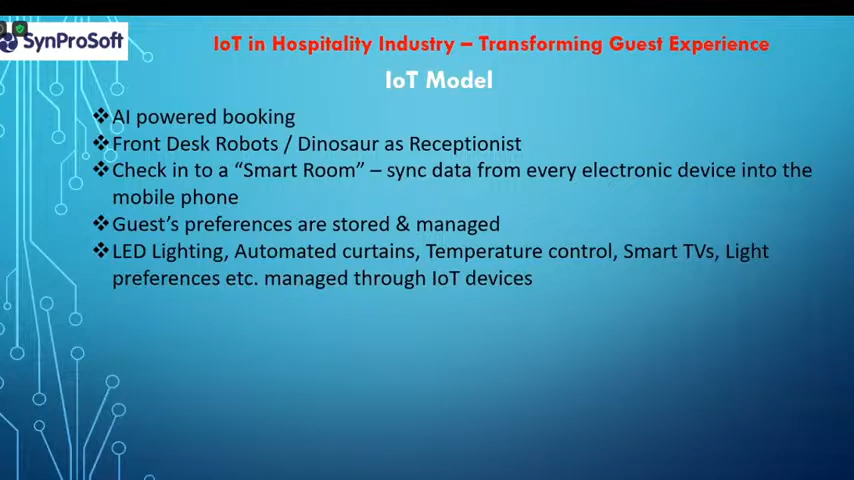 SynProSoft
IoT in Hospitality Industry – Transforming Guest Experience
IoT Model
❖AI powered booking
❖Front Desk Robots / Dinosaur as Receptionist
❖Check in to a “Smart Room” – sync data from every electronic device into the
mobile phone
❖Guest’s preferences are stored & managed
❖LED Lighting, Automated curtains, Temperature control, Smart TVs, Light
preferences etc. managed through IoT devices